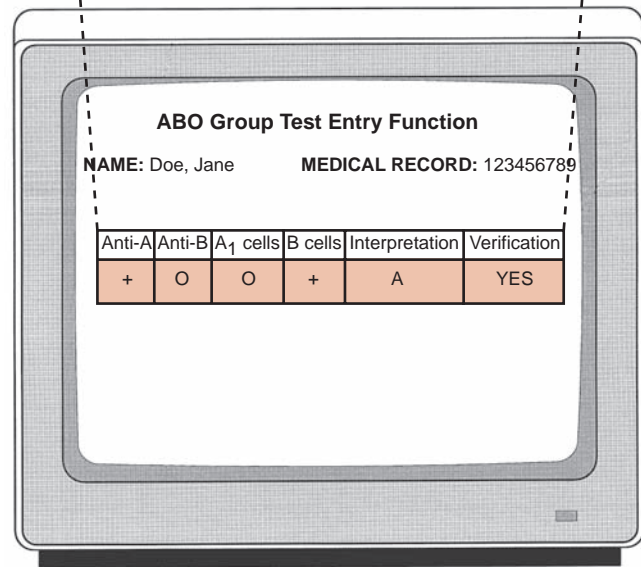 ABO Group Test Entry Function
NAME: Doe, Jane MEDICAL RECORD: 123456789
Anti-A Anti-B A1 cells B cells Interpretation Verification
+ O O + A YES